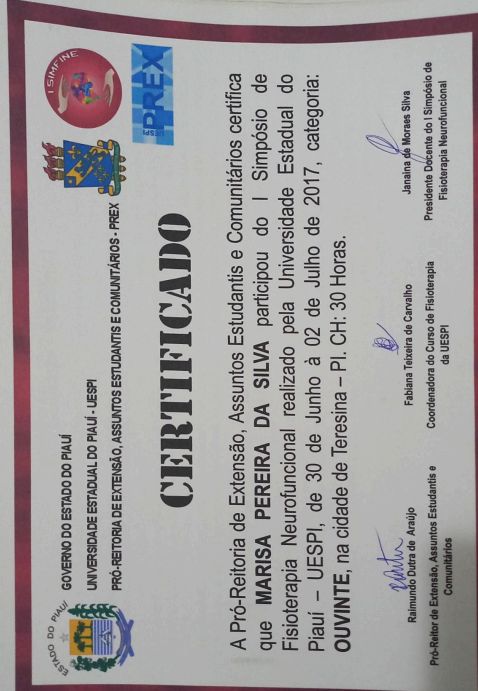 ESTADO DO PIAUÍ
GOVERNO DO ESTADO DO PIAUÍ
UNIVERSIDADE ESTADUAL DO PIAUÍ - UESPI
PRÓ-REITORIA DE EXTENSÃO, ASSUNTOS ESTUDANTIS E COMUNITÁRIOS - PREX
I SIMFINE
UESPI
PREX
CERTIFICADO
A Pró-Reitoria de Extensão, Assuntos Estudantis e Comunitários certifica
que MARISA PEREIRA DA SILVA participou do I Simpósio de
Fisioterapia Neurofuncional realizado pela Universidade Estadual do
Piauí – UESPI, de 30 de Junho à 02 de Julho de 2017, categoria:
OUVINTE, na cidade de Teresina – PI. CH: 30 Horas.
Raimundo Dutra de Araújo
Pró-Reitor de Extensão, Assuntos Estudantis e
Comunitários
Fabiana Teixeira de Carvalho
Coordenadora do Curso de Fisioterapia
da UESPI
Janaina de Moraes Silva
Presidente Docente do I Simpósio de
Fisioterapia Neurofuncional